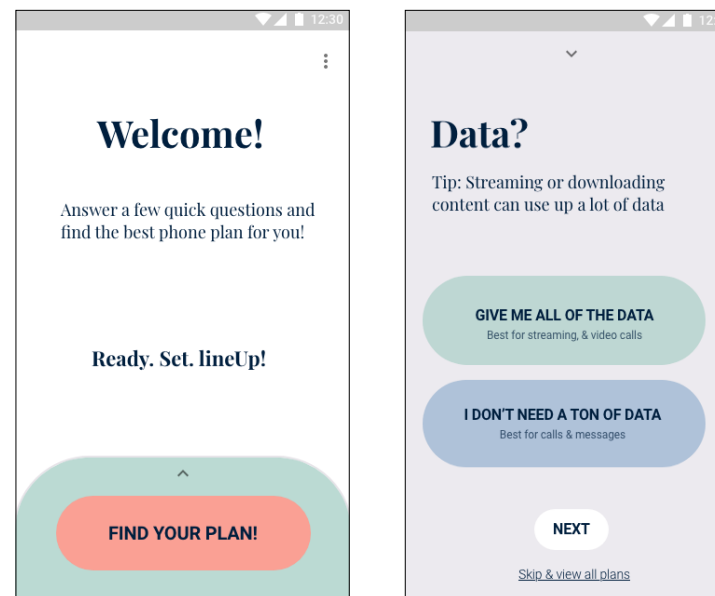 12:30
Welcome!
Answer a few quick questions and
find the best phone plan for you!
Ready. Set. lineUp!
FIND YOUR PLAN!
Data?
Tip: Streaming or downloading
content can use up a lot of data
GIVE ME ALL OF THE DATA
Best for streaming, & video calls
I DON'T NEED A TON OF DATA
Best for calls & messages
NEXT
Skip & view all plans